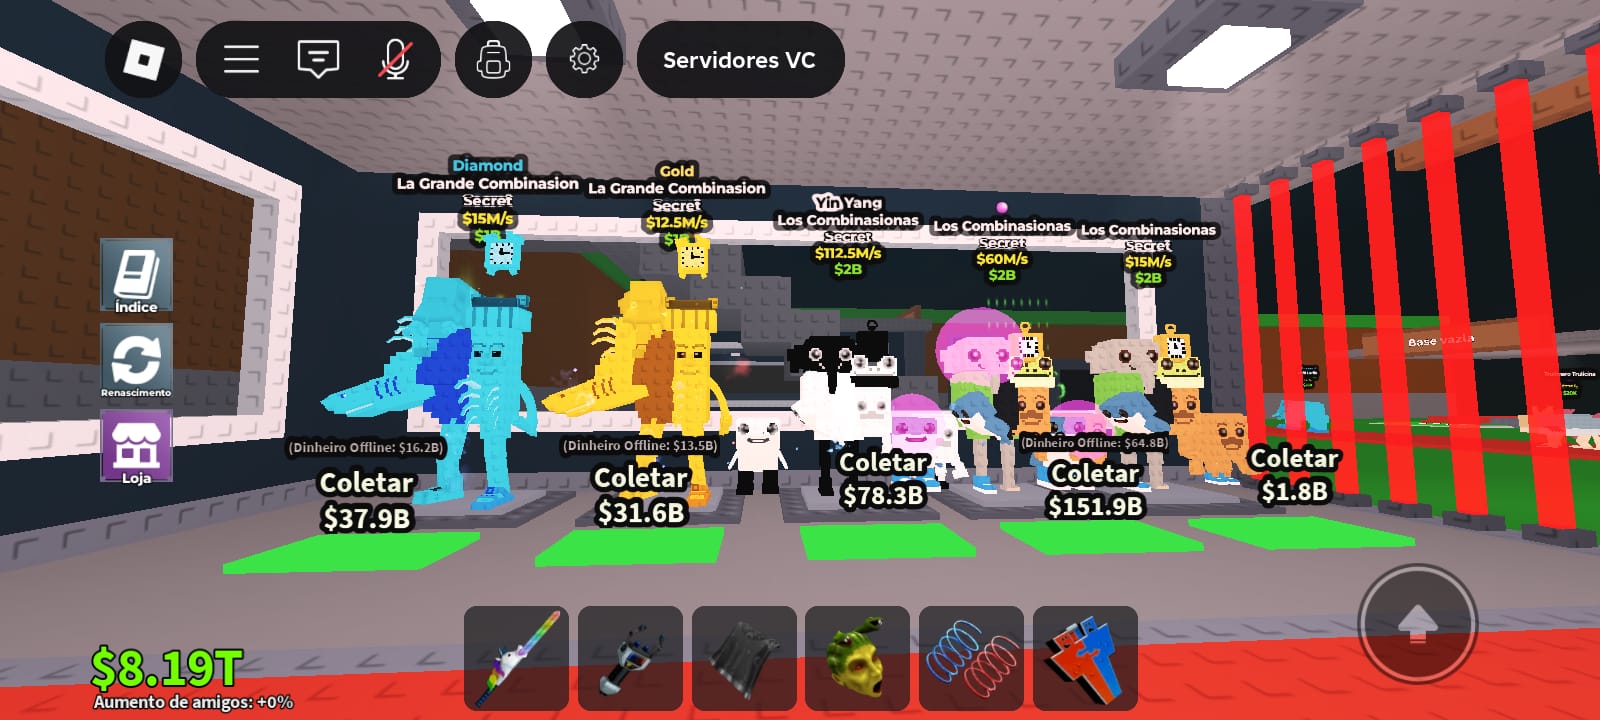 Servidores VC
Diamond
La Grande Combinasion
Secret
$15M/s
$1B
Gold
La Grande Combinasion
Secret
$12.5M/s
Yin Yang
Los Combinasionas
Secret
$112.5M/s
$2B
Los Combinasionas
Secret
$60M/s
$2B
Los Combinasionas
Secret
$15M/s
$2B
Índice
Renascimento
Loja
Base vazia
(Dinheiro Offline: $16.2B)
Coletar
$37.9B
(Dinheiro Offline: $13.5B)
Coletar
$31.6B
Coletar
$78.3B
(Dinheiro Offline: $64.8B)
Coletar
$151.9B
Coletar
$1.8B
$8.19T
Aumento de amigos: +0%